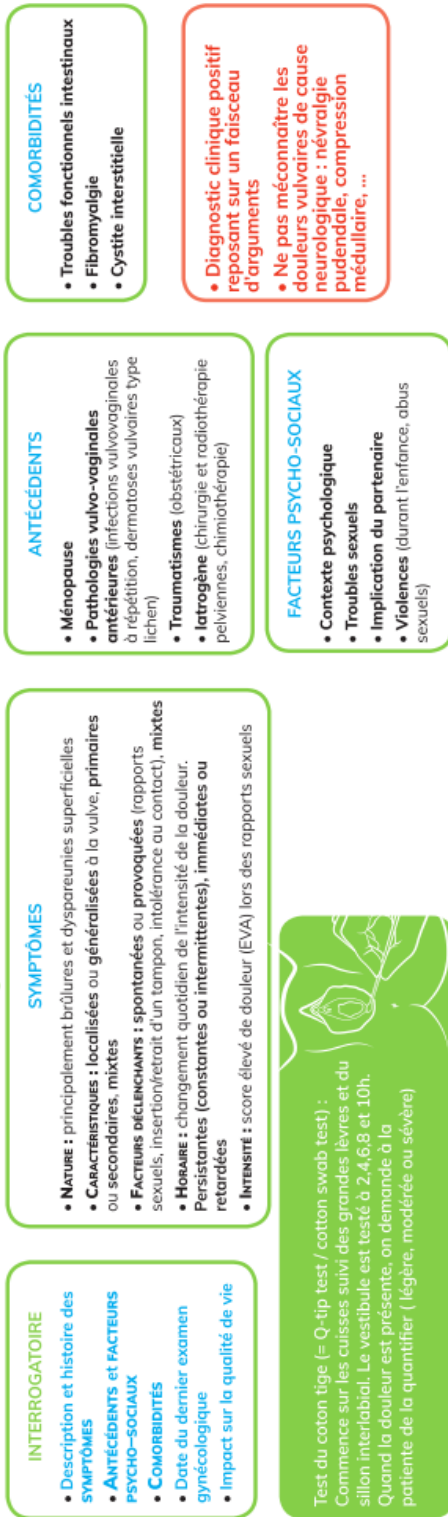 INTERROGATOIRE
• Description et histoire des
SYMPTÔMES
• ANTÉCÉDENTS et FACTEURS
PSYCHO–SOCIAUX
• COMORBIDITÉS
• Date du dernier examen
gynécologique
• Impact sur la qualité de vie
SYMPTÔMES
• NATURE : principalement brûlures et dyspareunies superficielles
• CARACTÉRISTIQUES : localisées ou généralisées à la vulve, primaires
ou secondaires, mixtes
• FACTEURS DÉCLENCHANTS : spontanées ou provoquées (rapports
sexuels, insertion/retrait d'un tampon, intolérance au contact), mixtes
• HORAIRE : changement quotidien de l'intensité de la douleur.
Persistantes (constantes ou intermittentes), immédiates ou
retardées
• INTENSITÉ : score élevé de douleur (EVA) lors des rapports sexuels
ANTÉCÉDENTS
• Ménopause
• Pathologies vulvo-vaginales
antérieures (infections vulvovaginales
à répétition, dermatoses vulvaires type
lichen)
• Traumatismes (obstétricaux)
• Iatrogène (chirurgie et radiothérapie
pelviennes, chimiothérapie)
COMORBIDITÉS
• Troubles fonctionnels intestinaux
• Fibromyalgie
• Cystite interstitielle
Test du coton tige (= Q-tip test / cotton swab test) :
Commence sur les cuisses suivi des grandes lèvres et du
sillon interlabial. Le vestibule est testé à 2,4,6,8 et 10h.
Quand la douleur est présente, on demande à la
patiente de la quantifier ( légère, modérée ou sévère)
FACTEURS PSYCHO-SOCIAUX
• Contexte psychologique
• Troubles sexuels
• Implication du partenaire
• Violences (durant l'enfance, abus
sexuels)
• Diagnostic clinique positif
reposant sur un faisceau
d'arguments
• Ne pas méconnaître les
douleurs vulvaires de cause
neurologique : névralgie
pudendale, compression
médullaire, ...